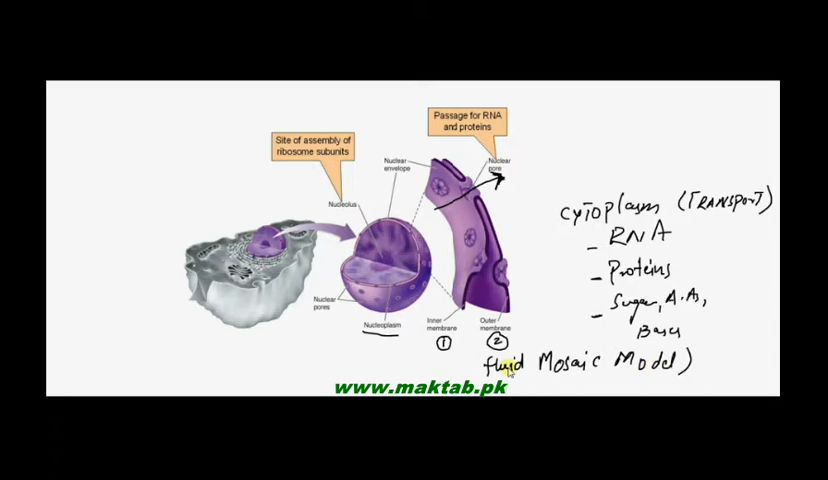 Passage for RNA
and proteins
Site of assembly of
ribosome subunits
Nuclear
envelope
Nuclear
pore
Nucleolus
Nuclear
pores
Nucleoplasm
Inner
membrane
Outer
membrane
1
2
cyToplasm (TRANSPORT)
- RNA
- Proteins
- Sugar, A.As,
Bases
fluid Mosaic Model)
www.maktab.pk